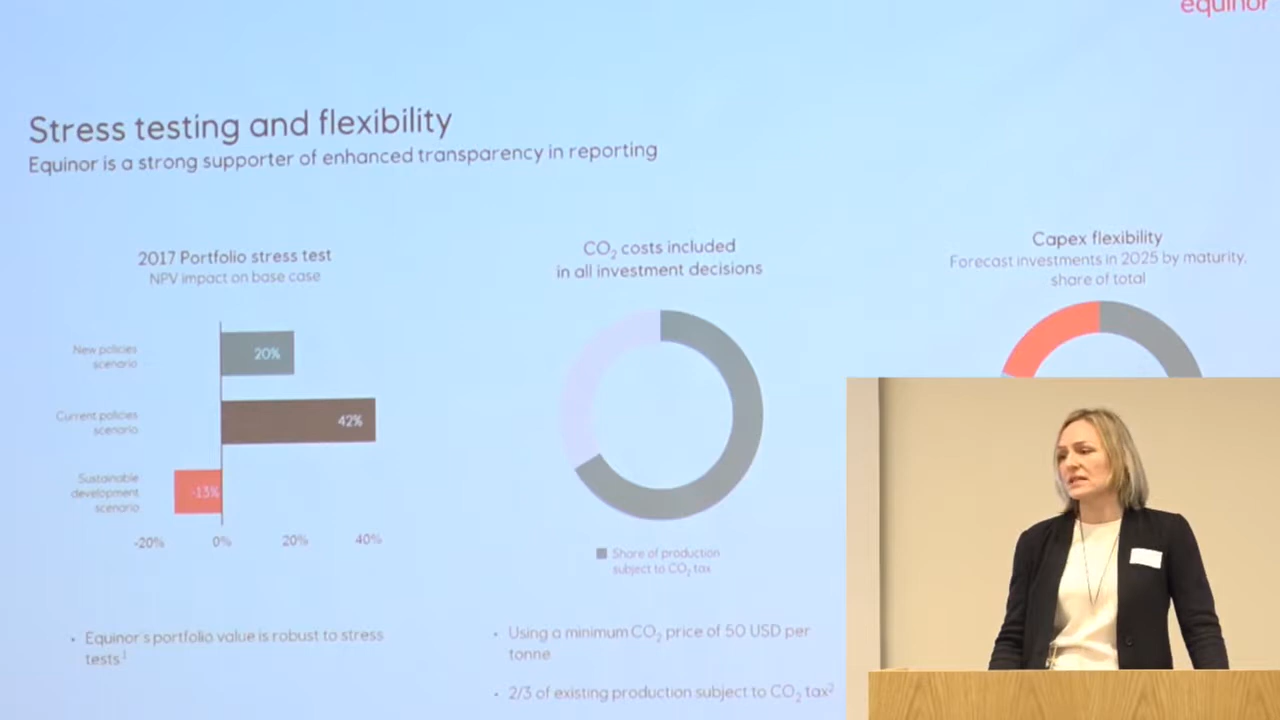 equinor
Stress testing and flexibility
Equinor is a strong supporter of enhanced transparency in reporting
2017 Portfolio stress test
NPV impact on base case
New policies
scenario
20%
Current policies
scenario
42%
Sustainable
development
scenario
-13%
-20% 0% 20% 40%
• Equinor's portfolio value is robust to stress
tests¹
CO₂ costs included
in all investment decisions
Share of production
subject to CO₂ tax
• Using a minimum CO₂ price of 50 USD per
tonne
• 2/3 of existing production subject to CO₂ tax²
Capex flexibility
Forecast investments in 2025 by maturity,
share of total